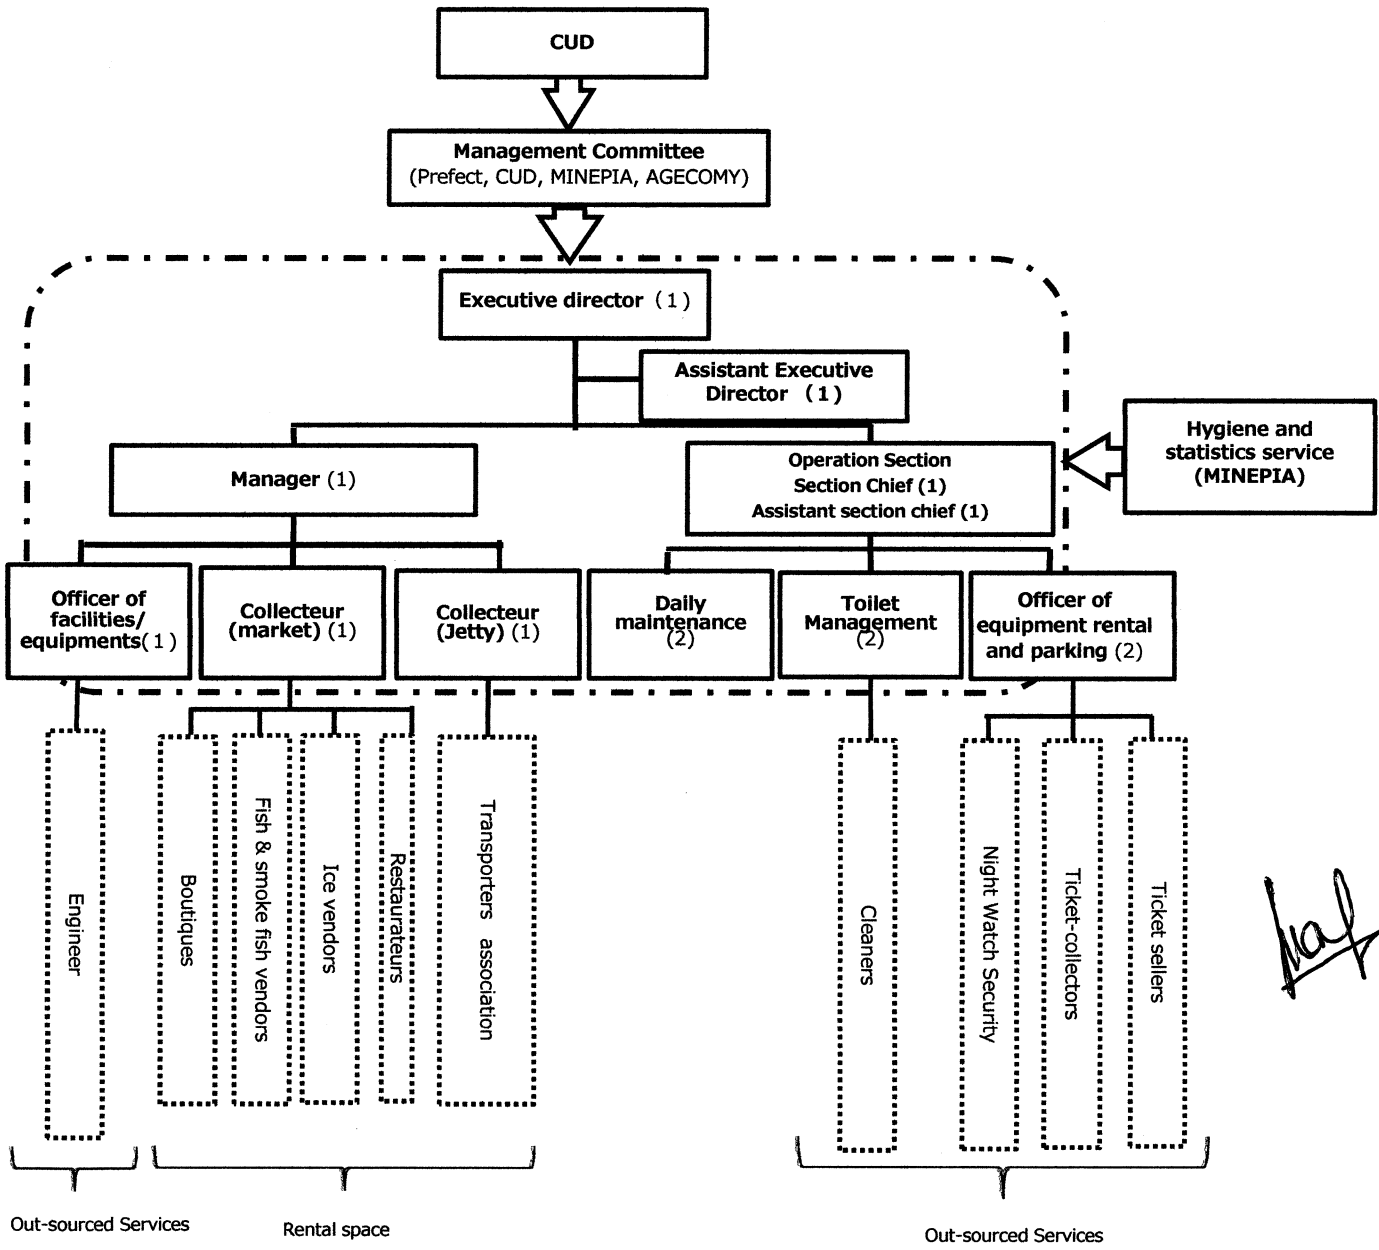 CUD
Management Committee
(Prefect, CUD, MINEPIA, AGECOMY)
Executive director (1)
Assistant Executive
Director (1)
Hygiene and
statistics service
(MINEPIA)
Manager (1)
Operation Section
Section Chief (1)
Assistant section chief (1)
Officer of
facilities/
equipments(1)
Collecteur
(market) (1)
Collecteur
(Jetty) (1)
Daily
maintenance
(2)
Toilet
Management
(2)
Officer of
equipment rental
and parking (2)
Engineer
Boutiques
Fish & smoke fish vendors
Ice vendors
Restaurateurs
Transporters association
Cleaners
Night Watch Security
Ticket-collectors
Ticket sellers
Out-sourced Services
Rental space
Out-sourced Services